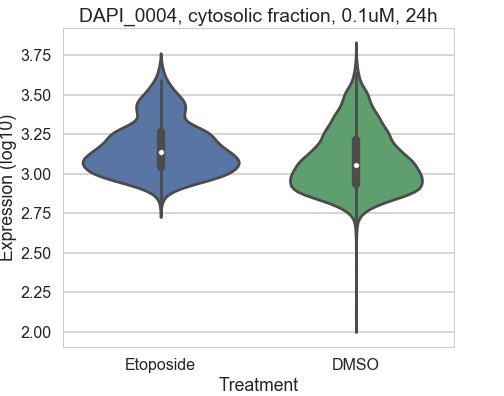 DAPI_0004, cytosolic fraction, 0.1uM, 24h
Expression (log10)
3.75
3.50
3.25
3.00
2.75
2.50
2.25
2.00
Etoposide DMSO
Treatment